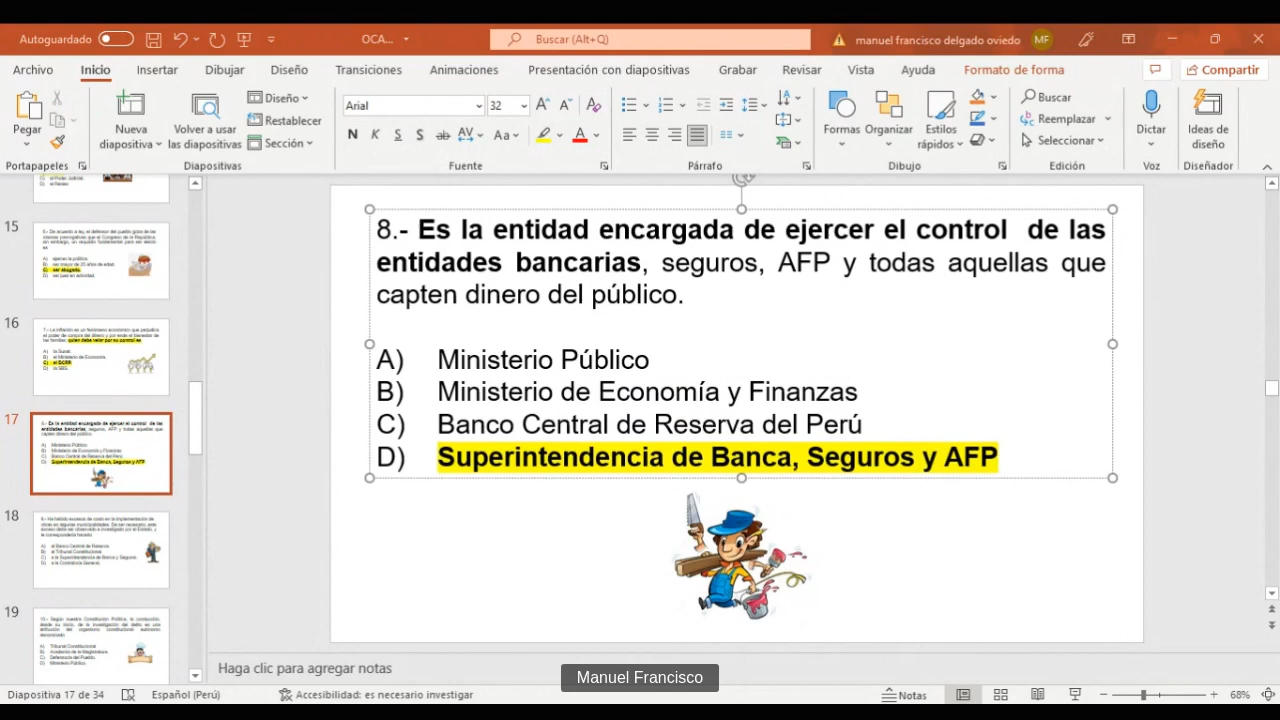 Autoguardado
OCA...
Buscar (Alt+Q)
manuel francisco delgado oviedo
MF
Archivo Inicio Insertar Dibujar Diseño Transiciones Animaciones Presentación con diapositivas Grabar Revisar Vista Ayuda Formato de forma Compartir
Pegar
Nueva diapositiva
Volver a usar las diapositivas
Diseño
Restablecer
Sección
Arial 32
N K S S ab AV Aa A
Formas Organizar Estilos rápidos
Buscar
Reemplazar
Seleccionar
Dictar
Ideas de diseño
Portapapeles Diapositivas Fuente Párrafo Dibujo Edición Voz Diseñador
15
16
17
18
19
8.- Es la entidad encargada de ejercer el control de las
entidades bancarias, seguros, AFP y todas aquellas que
capten dinero del público.
A) Ministerio Público
B) Ministerio de Economía y Finanzas
C) Banco Central de Reserva del Perú
D) Superintendencia de Banca, Seguros y AFP
Haga clic para agregar notas
Manuel Francisco
Diapositiva 17 de 34 Español (Perú) Accesibilidad: es necesario investigar Notas 68%